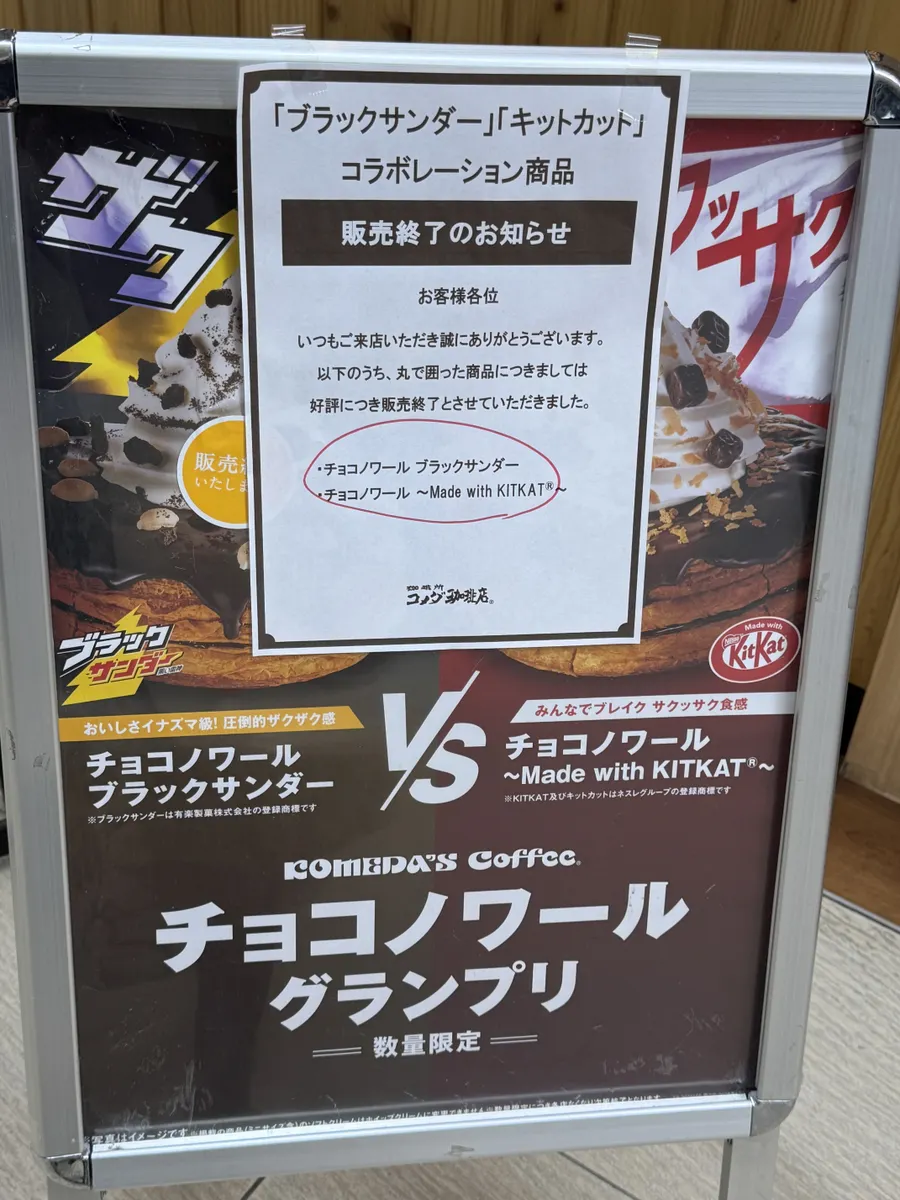 「ブラックサンダー」「キットカット」
コラボレーション商品
販売終了のお知らせ
お客様各位
いつもご来店いただき誠にありがとうございます。
以下のうち、丸で囲った商品につきましては
好評につき販売終了とさせていただきました。
・チョコノワール ブラックサンダー
・チョコノワール ～Made with KITKAT®～
珈琲所
コメダ珈琲店®
ザク
サクッサク
販売
いたしま
ブラック
サンダー
Made with
Nestle
KitKat
おいしさイナズマ級! 圧倒的ザクザク感
チョコノワール
ブラックサンダー
※ブラックサンダーは有楽製菓株式会社の登録商標です
VS
みんなでブレイク サクッサク食感
チョコノワール
~Made with KITKAT®~
※KITKAT及びキットカットはネスレグループの登録商標です
KOMEDA'S Coffee®
チョコノワール
グランプリ
数量限定
※写真はイメージです